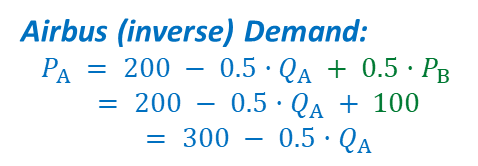 Airbus (inverse) Demand:
P_A = 200 − 0.5 · Q_A + 0.5 · P_B
= 200 − 0.5 · Q_A + 100
= 300 − 0.5 · Q_A